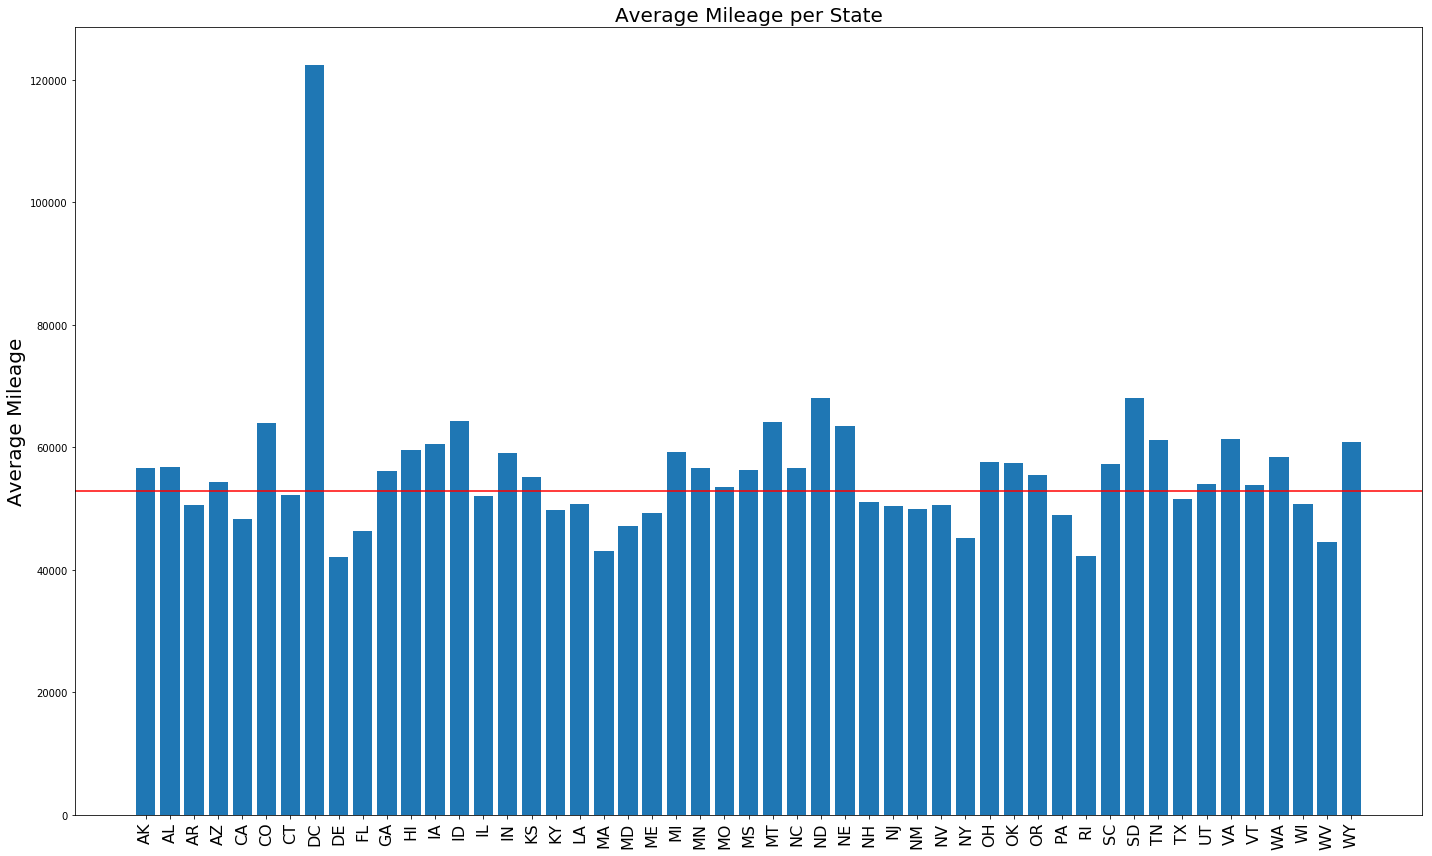 Average Mileage per State
Average Mileage
120000
100000
80000
60000
40000
20000
0
AK AL AR AZ CA CO CT DC DE FL GA HI IA ID IL IN KS KY LA MA MD ME MI MN MO MS MT NC ND NE NH NJ NM NV NY OH OK OR PA RI SC SD TN TX UT VA VT WA WI WV WY